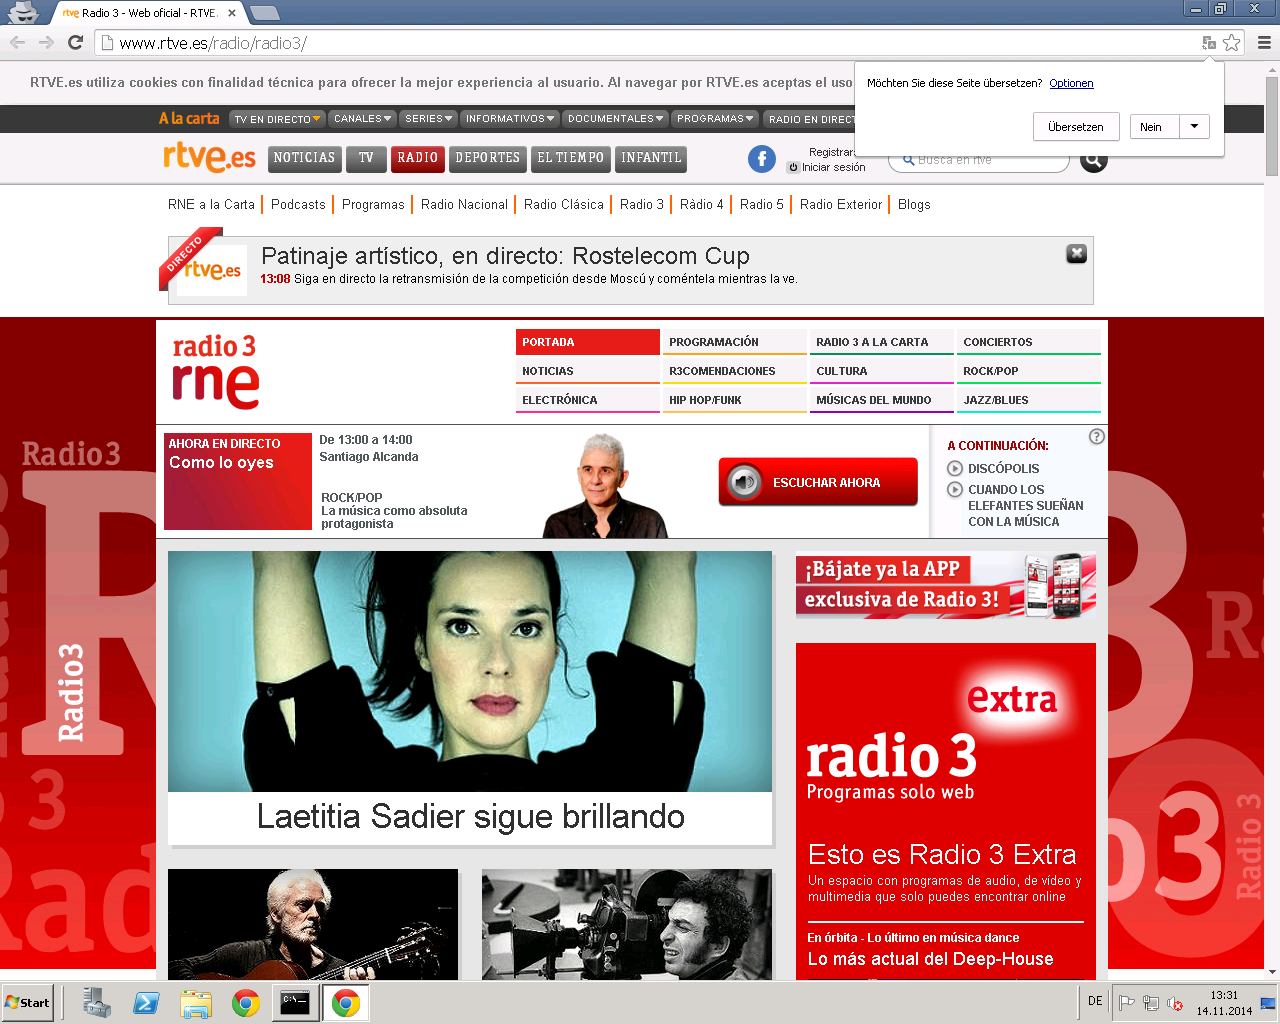 Radio 3 - Web oficial - RTVE.
www.rtve.es/radio/radio3/
RTVE.es utiliza cookies con finalidad técnica para ofrecer la mejor experiencia al usuario. Al navegar por RTVE.es aceptas el uso
Möchten Sie diese Seite übersetzen? Optionen
Übersetzen
Nein
A la carta
TV EN DIRECTO
CANALES
SERIES
INFORMATIVOS
DOCUMENTALES
PROGRAMAS
RADIO EN DIRECT
rtve.es
NOTICIAS
TV
RADIO
DEPORTES
EL TIEMPO
INFANTIL
f
Registrar
Iniciar sesión
Busca en rtve
RNE a la Carta
Podcasts
Programas
Radio Nacional
Radio Clásica
Radio 3
Ràdio 4
Radio 5
Radio Exterior
Blogs
DIRECTO
rtve.es
Patinaje artístico, en directo: Rostelecom Cup
13:08 Siga en directo la retransmisión de la competición desde Moscú y coméntela mientras la ve.
radio 3
rne
PORTADA
PROGRAMACIÓN
RADIO 3 A LA CARTA
CONCIERTOS
NOTICIAS
R3COMENDACIONES
CULTURA
ROCK/POP
ELECTRÓNICA
HIP HOP/FUNK
MÚSICAS DEL MUNDO
JAZZ/BLUES
AHORA EN DIRECTO
Como lo oyes
De 13:00 a 14:00
Santiago Alcanda
ROCK/POP
La música como absoluta
protagonista
ESCUCHAR AHORA
?
A CONTINUACIÓN:
DISCÓPOLIS
CUANDO LOS
ELEFANTES SUEÑAN
CON LA MÚSICA
Radio3
Radio3
¡Bájate ya la APP
exclusiva de Radio 3!
Laetitia Sadier sigue brillando
extra
radio 3
Programas solo web
Esto es Radio 3 Extra
Un espacio con programas de audio, de vídeo y
multimedia que solo puedes encontrar online
En órbita - Lo último en música dance
Lo más actual del Deep-House
Radio 3
Start
C:\
DE
13:31
14.11.2014